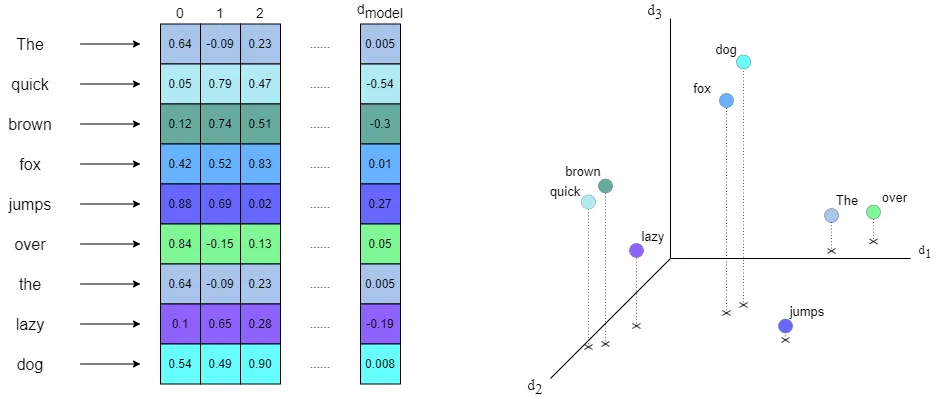 0 1 2 ...... dmodel
The 0.64 -0.09 0.23 ...... 0.005
quick 0.05 0.79 0.47 ...... -0.54
brown 0.12 0.74 0.51 ...... -0.3
fox 0.42 0.52 0.83 ...... 0.01
jumps 0.88 0.69 0.02 ...... 0.27
over 0.84 -0.15 0.13 ...... 0.05
the 0.64 -0.09 0.23 ...... 0.005
lazy 0.1 0.65 0.28 ...... -0.19
dog 0.54 0.49 0.90 ...... 0.008
d3
dog
fox
brown
quick
The
over
lazy
d1
jumps
d2